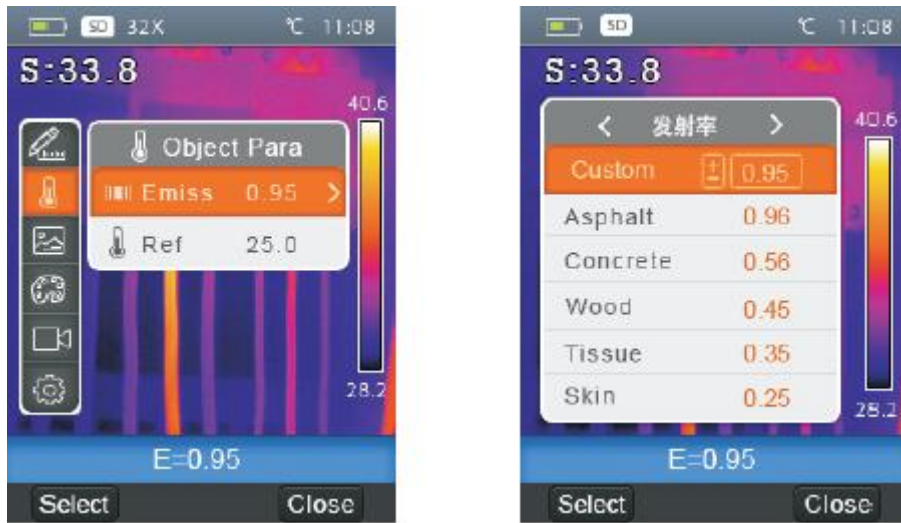 SD 32X ℃ 11:08
S:33.8
40.6
Object Para
Emiss 0.95 >
Ref 25.0
28.2
E=0.95
Select Close
SD ℃ 11:08
S:33.8
40.6
< 发射率 >
Custom ± 0.95
Asphalt 0.96
Concrete 0.56
Wood 0.45
Tissue 0.35
Skin 0.25
28.2
E=0.95
Select Close